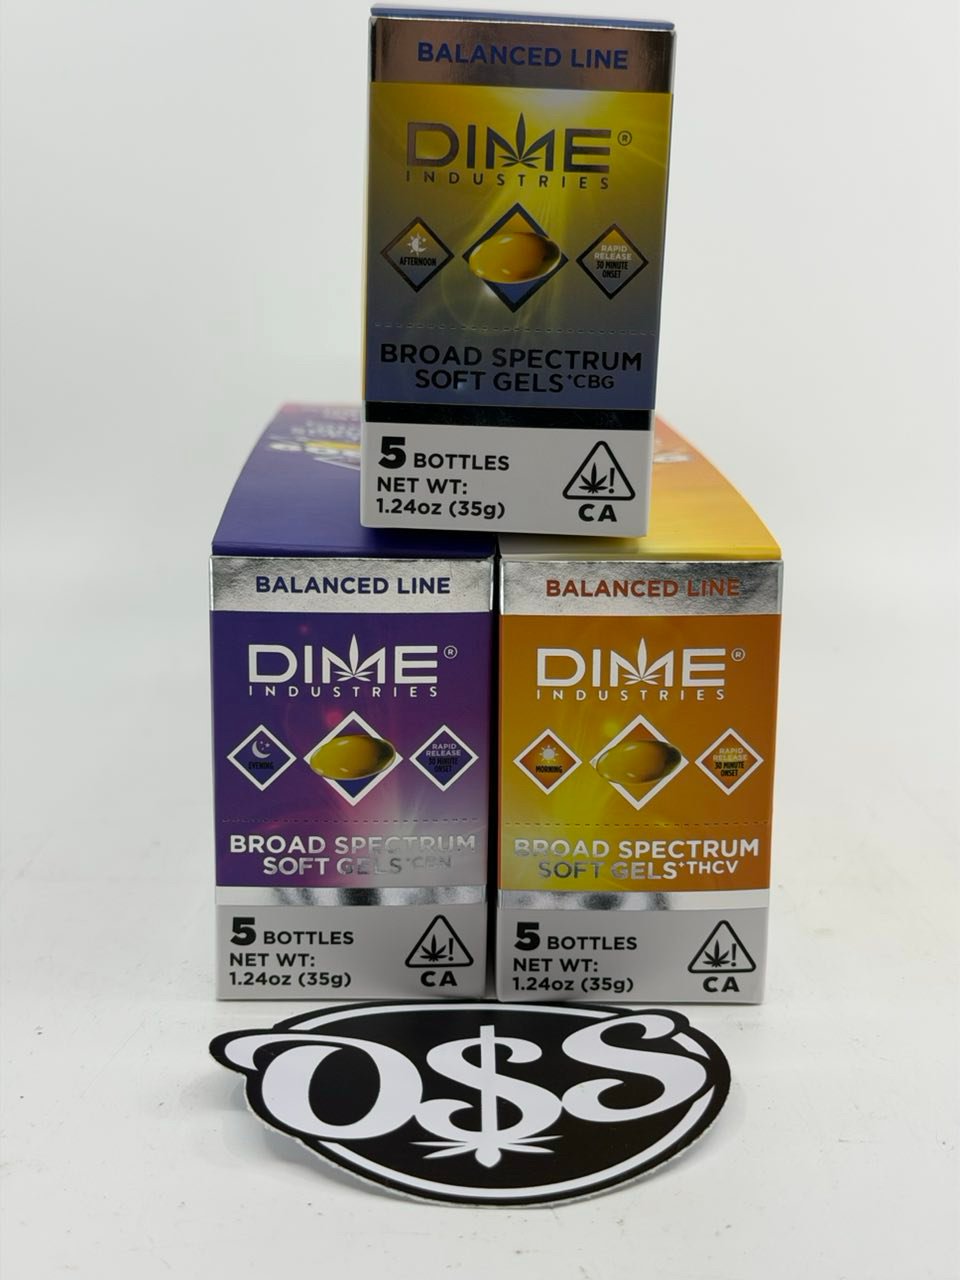 BALANCED LINE
DIME®
INDUSTRIES
AFTERNOON
RAPID
RELEASE
30 MINUTE
ONSET
BROAD SPECTRUM
SOFT GELS +CBG
5 BOTTLES
NET WT:
1.24oz (35g)
CA
BALANCED LINE
DIME®
INDUSTRIES
EVENING
RAPID
RELEASE
30 MINUTE
ONSET
BROAD SPECTRUM
SOFT GELS +CBN
5 BOTTLES
NET WT:
1.24oz (35g)
CA
BALANCED LINE
DIME®
INDUSTRIES
MORNING
RAPID
RELEASE
30 MINUTE
ONSET
BROAD SPECTRUM
SOFT GELS +THCV
5 BOTTLES
NET WT:
1.24oz (35g)
CA
O$S